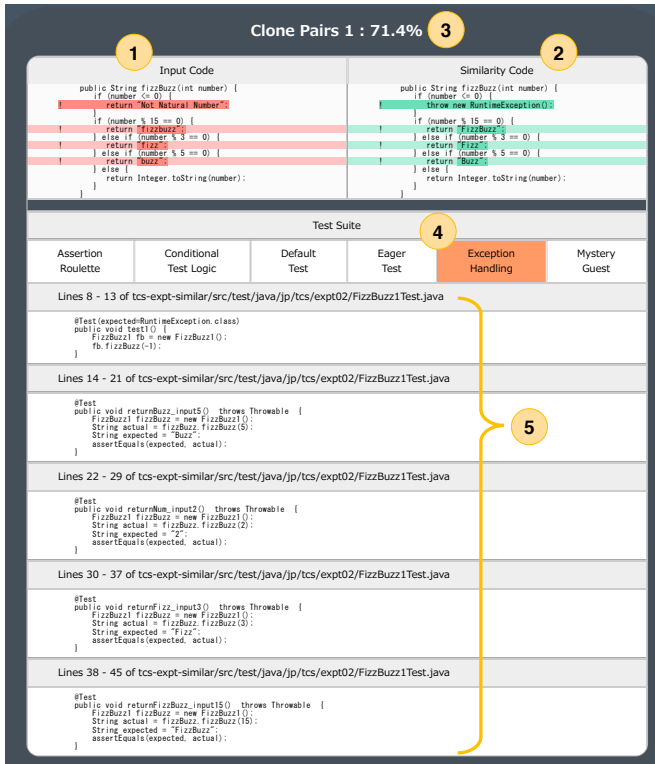 Clone Pairs 1 : 71.4% 3
1 2
Input Code Similarity Code
public String fizzBuzz(int number) {
if (number <= 0) {
! return "Not Natural Number";
}
if (number % 15 == 0) {
! return "fizzbuzz";
} else if (number % 3 == 0) {
! return "fizz";
} else if (number % 5 == 0) {
! return "buzz";
} else {
return Integer.toString(number);
}
}
public String fizzBuzz(int number) {
if (number <= 0) {
! throw new RuntimeException();
}
if (number % 15 == 0) {
! return "FizzBuzz";
} else if (number % 3 == 0) {
! return "Fizz";
} else if (number % 5 == 0) {
! return "Buzz";
} else {
return Integer.toString(number);
}
}
Test Suite
4
Assertion Roulette
Conditional Test Logic
Default Test
Eager Test
Exception Handling
Mystery Guest
Lines 8 - 13 of tcs-expt-similar/src/test/java/jp/tcs/expt02/FizzBuzz1Test.java
@Test(expected=RuntimeException.class)
public void test1() {
FizzBuzz1 fb = new FizzBuzz1();
fb.fizzBuzz(-1);
}
Lines 14 - 21 of tcs-expt-similar/src/test/java/jp/tcs/expt02/FizzBuzz1Test.java
@Test
public void returnBuzz_input5() throws Throwable {
FizzBuzz1 fizzBuzz = new FizzBuzz1();
String actual = fizzBuzz.fizzBuzz(5);
String expected = "Buzz";
assertEquals(expected, actual);
}
5
Lines 22 - 29 of tcs-expt-similar/src/test/java/jp/tcs/expt02/FizzBuzz1Test.java
@Test
public void returnNum_input2() throws Throwable {
FizzBuzz1 fizzBuzz = new FizzBuzz1();
String actual = fizzBuzz.fizzBuzz(2);
String expected = "2";
assertEquals(expected, actual);
}
Lines 30 - 37 of tcs-expt-similar/src/test/java/jp/tcs/expt02/FizzBuzz1Test.java
@Test
public void returnFizz_input3() throws Throwable {
FizzBuzz1 fizzBuzz = new FizzBuzz1();
String actual = fizzBuzz.fizzBuzz(3);
String expected = "Fizz";
assertEquals(expected, actual);
}
Lines 38 - 45 of tcs-expt-similar/src/test/java/jp/tcs/expt02/FizzBuzz1Test.java
@Test
public void returnFizzBuzz_input15() throws Throwable {
FizzBuzz1 fizzBuzz = new FizzBuzz1();
String actual = fizzBuzz.fizzBuzz(15);
String expected = "FizzBuzz";
assertEquals(expected, actual);
}